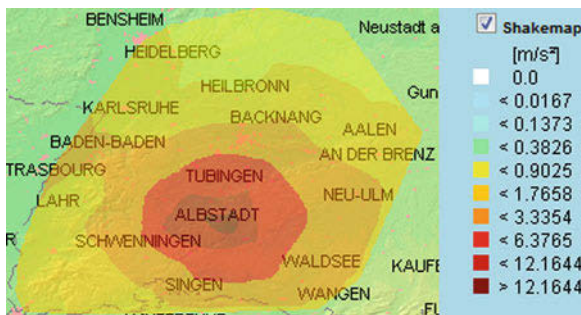 BENSHEIM
Neustadt a
HEIDELBERG
HEILBRONN
Gun
KARLSRUHE
BACKNANG
AALEN
BADEN-BADEN
AN DER BRENZ
TRASBOURG
TUBINGEN
NEU-ULM
LAHR
ALBSTADT
R
SCHWENNINGEN
WALDSEE
KAUFE
SINGEN
WANGEN
FL
Shakemap
[m/s²]
0.0
< 0.0167
< 0.1373
< 0.3826
< 0.9025
< 1.7658
< 3.3354
< 6.3765
< 12.1644
> 12.1644